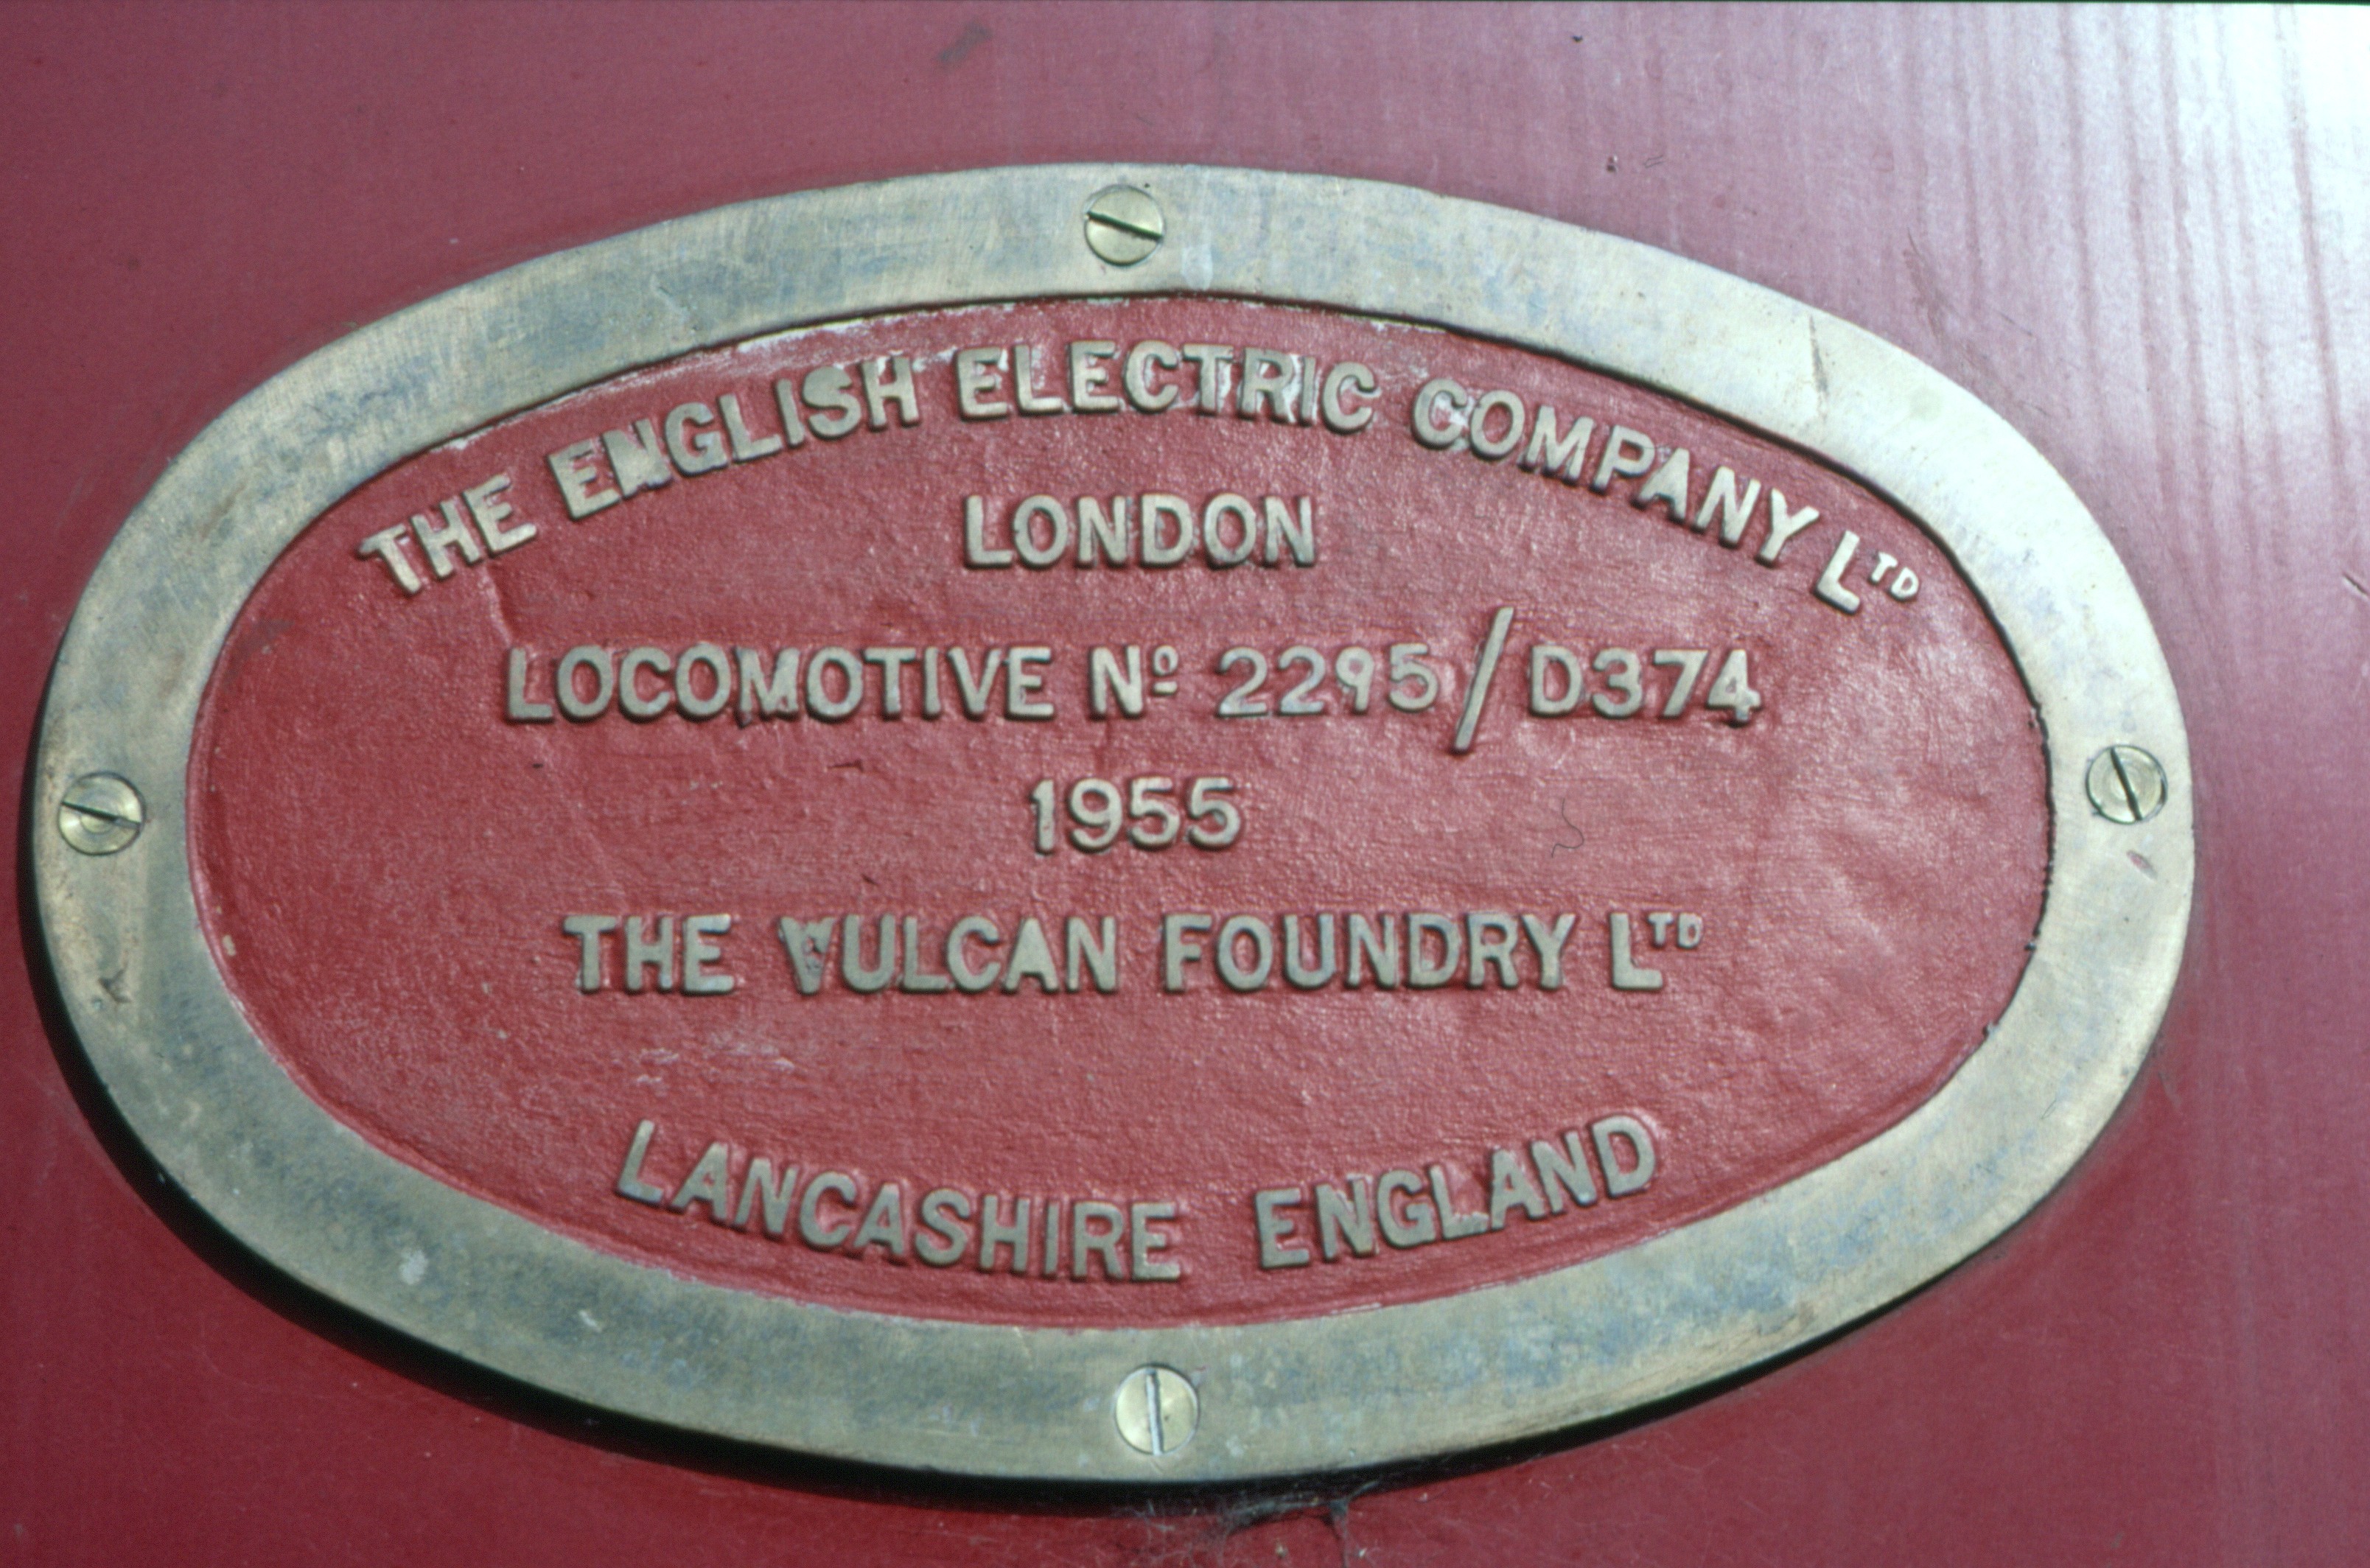 THE ENGLISH ELECTRIC COMPANY LTD
LONDON
LOCOMOTIVE Nº 2295/D374
1955
THE VULCAN FOUNDRY LTD
LANCASHIRE ENGLAND